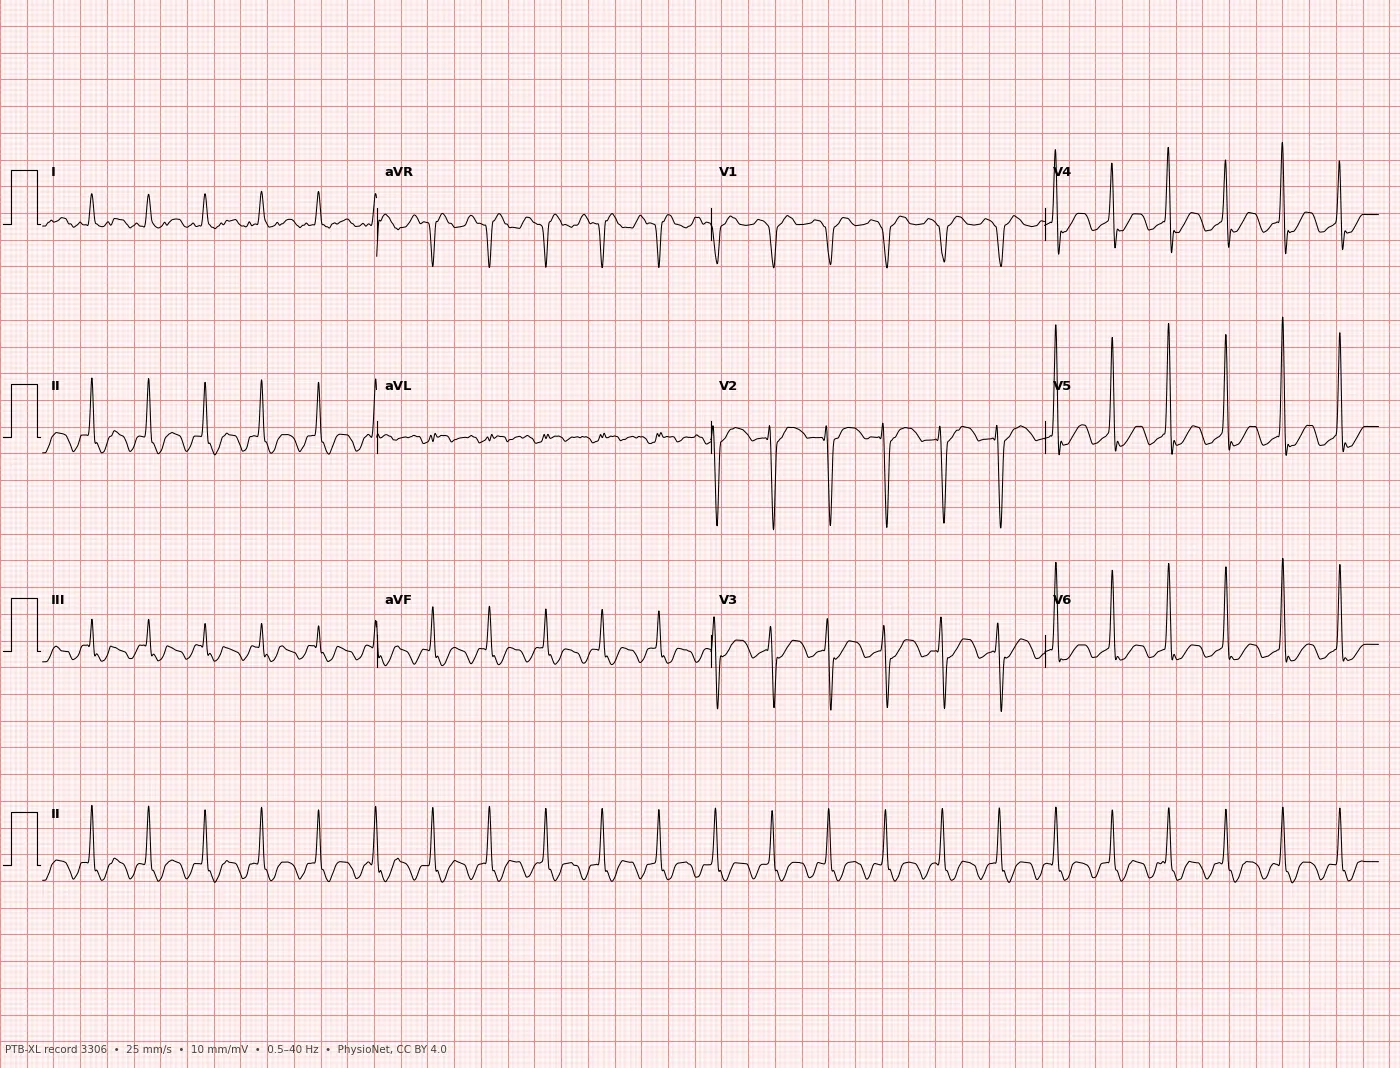 I aVR V1 V4
II aVL V2 V5
III aVF V3 V6
II
PTB-XL record 3306 • 25 mm/s • 10 mm/mV • 0.5–40 Hz • PhysioNet, CC BY 4.0